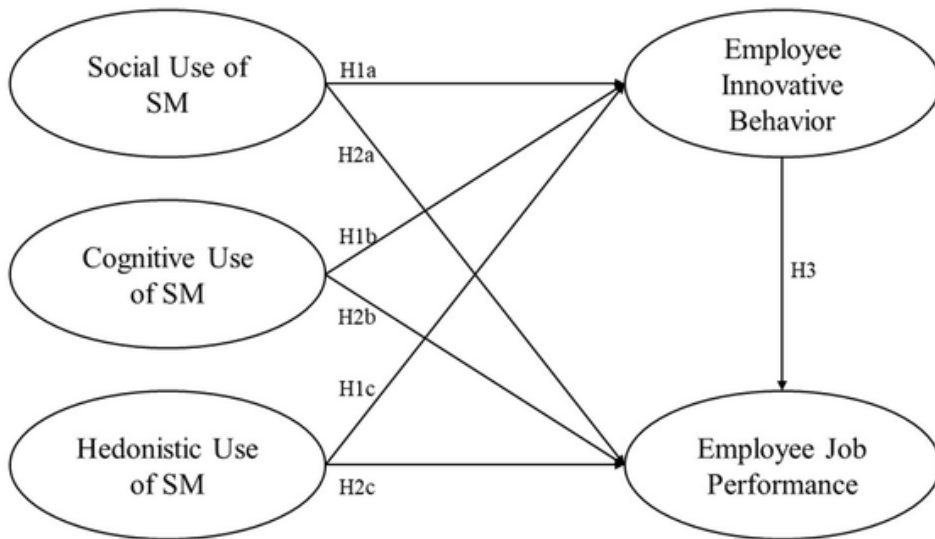 Social Use of
SM
H1a
Employee
Innovative
Behavior
H2a
H1b
Cognitive Use
of SM
H2b
H3
H1c
Hedonistic Use
of SM
H2c
Employee Job
Performance